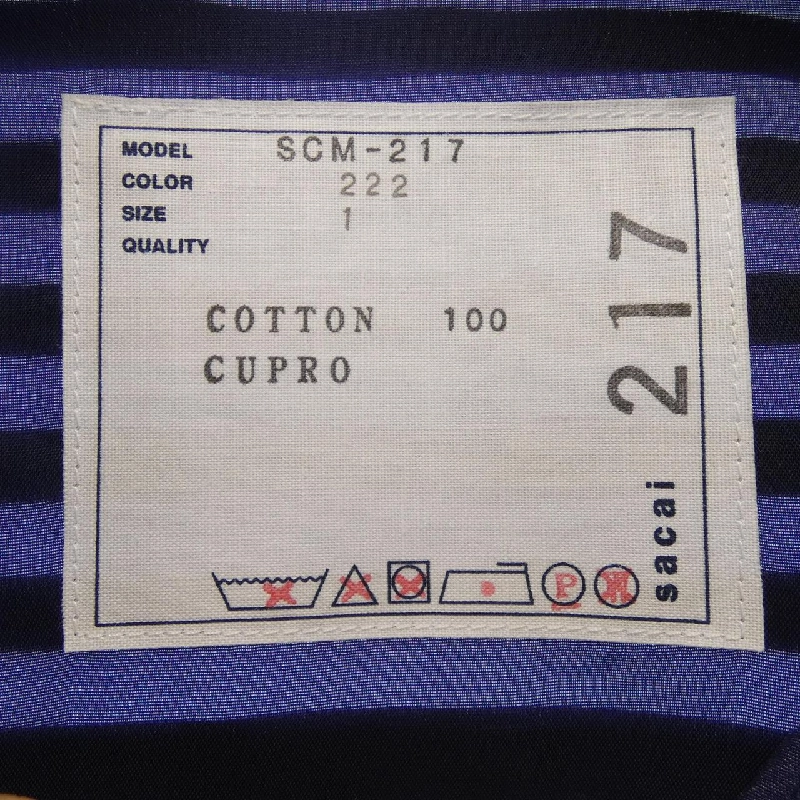 MODEL SCM-217
COLOR 222
SIZE 1
QUALITY
COTTON 100
CUPRO
217
sacai
P
W